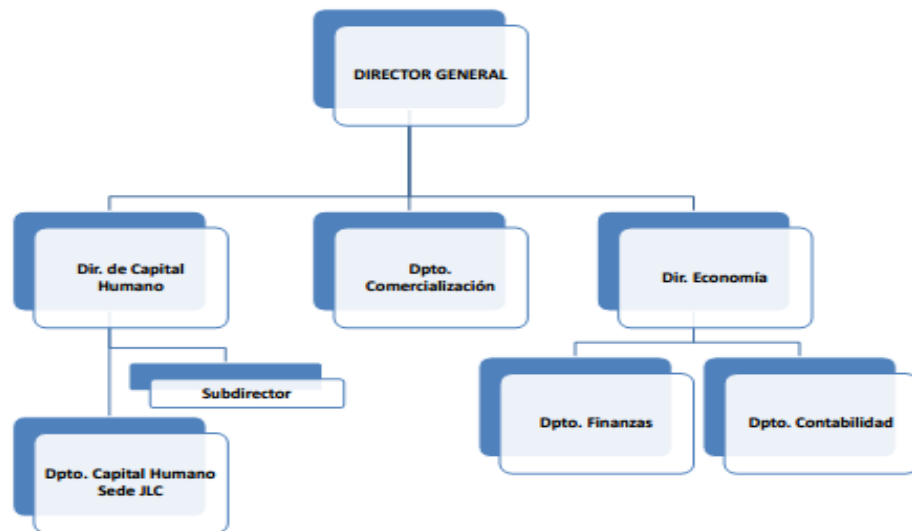 DIRECTOR GENERAL
Dir. de Capital
Humano
Dpto.
Comercialización
Dir. Economía
Subdirector
Dpto. Finanzas
Dpto. Contabilidad
Dpto. Capital Humano
Sede JLC